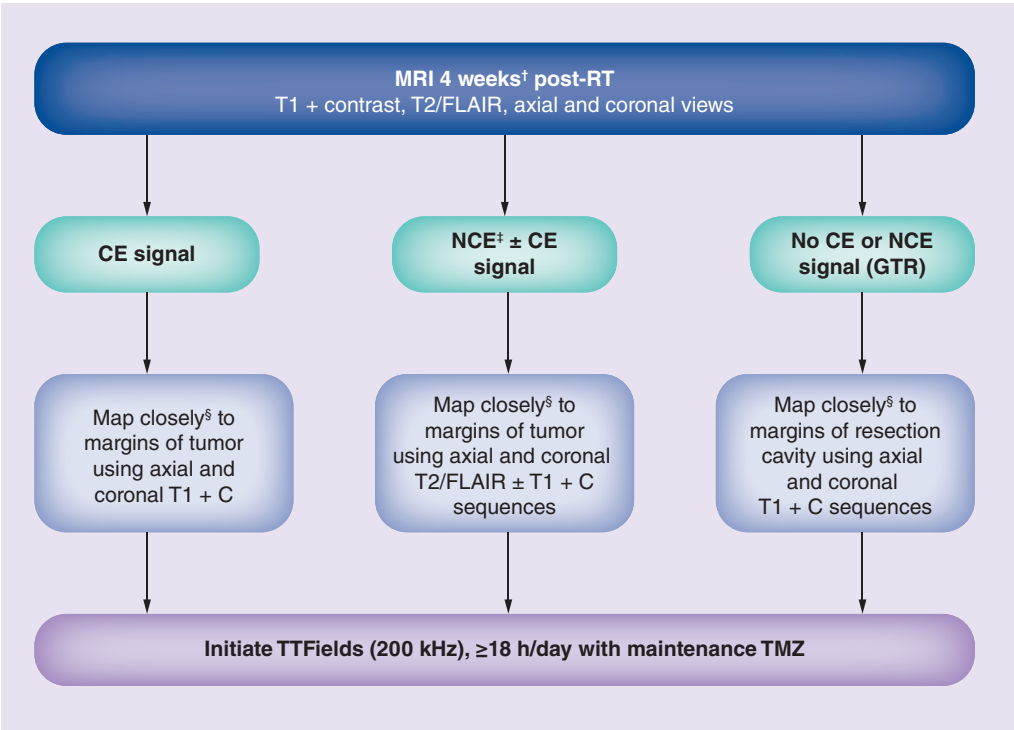 MRI 4 weeks† post-RT
T1 + contrast, T2/FLAIR, axial and coronal views
CE signal
NCE‡ ± CE
signal
No CE or NCE
signal (GTR)
Map closely§ to
margins of tumor
using axial and
coronal T1 + C
Map closely§ to
margins of tumor
using axial and coronal
T2/FLAIR ± T1 + C
sequences
Map closely§ to
margins of resection
cavity using axial
and coronal
T1 + C sequences
Initiate TTFields (200 kHz), ≥18 h/day with maintenance TMZ